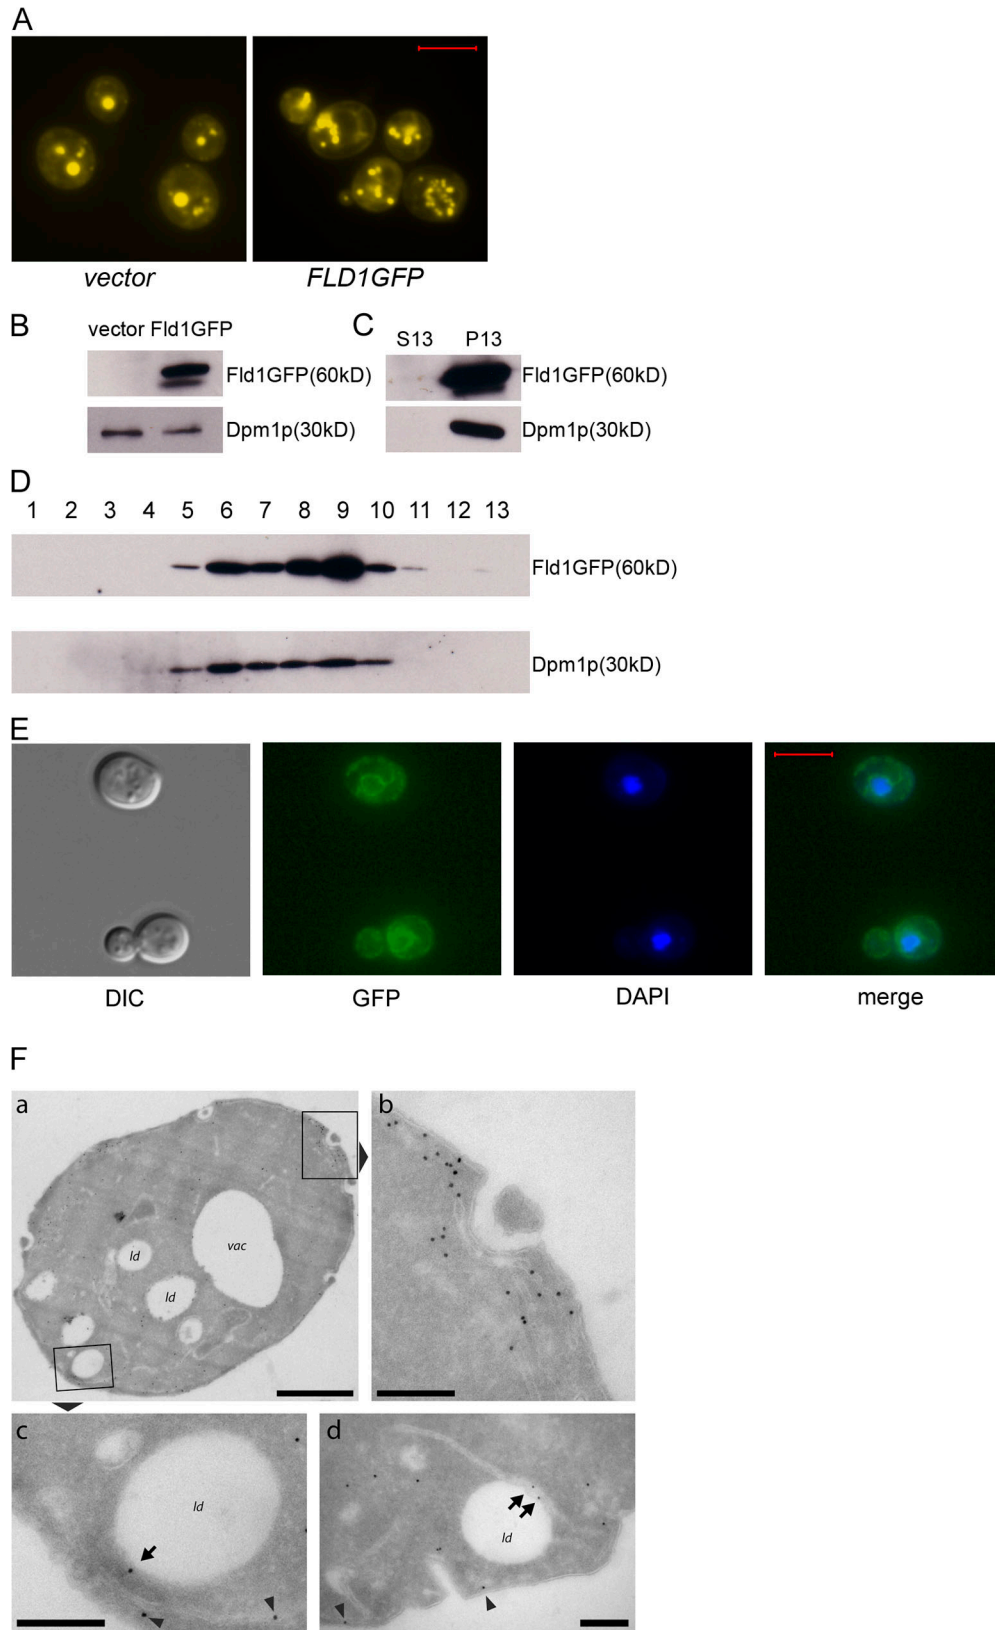 A
vector FLD1GFP
B
vector Fld1GFP
Fld1GFP(60kD)
Dpm1p(30kD)
C
S13 P13
Fld1GFP(60kD)
Dpm1p(30kD)
D
1 2 3 4 5 6 7 8 9 10 11 12 13
Fld1GFP(60kD)
Dpm1p(30kD)
E
DIC GFP DAPI merge
F
a
ld
vac
ld
b
c
ld
d
ld